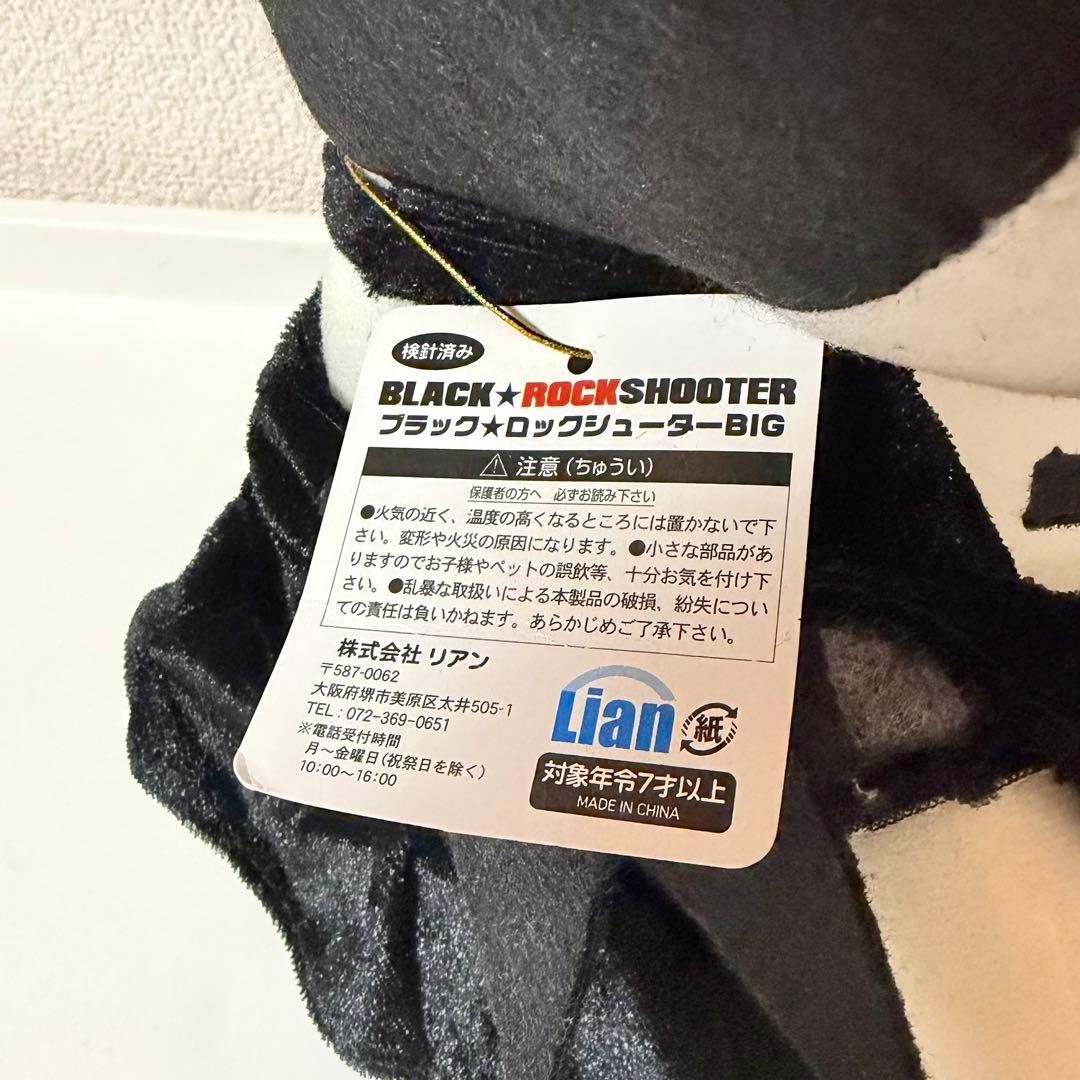 検針済み
BLACK★ROCKSHOOTER
ブラック★ロックシューターBIG
⚠ 注意(ちゅうい)
保護者の方へ 必ずお読み下さい
●火気の近く、温度の高くなるところには置かないで下
さい。変形や火災の原因になります。●小さな部品があ
りますのでお子様やペットの誤飲等、十分お気を付け下
さい。●乱暴な取扱いによる本製品の破損、紛失につい
ての責任は負いかねます。あらかじめご了承下さい。
株式会社 リアン
〒587-0062
大阪府堺市美原区太井505-1
TEL:072-369-0651
※電話受付時間
月～金曜日(祝祭日を除く)
10:00～16:00
Lian
紙
対象年令7才以上
MADE IN CHINA